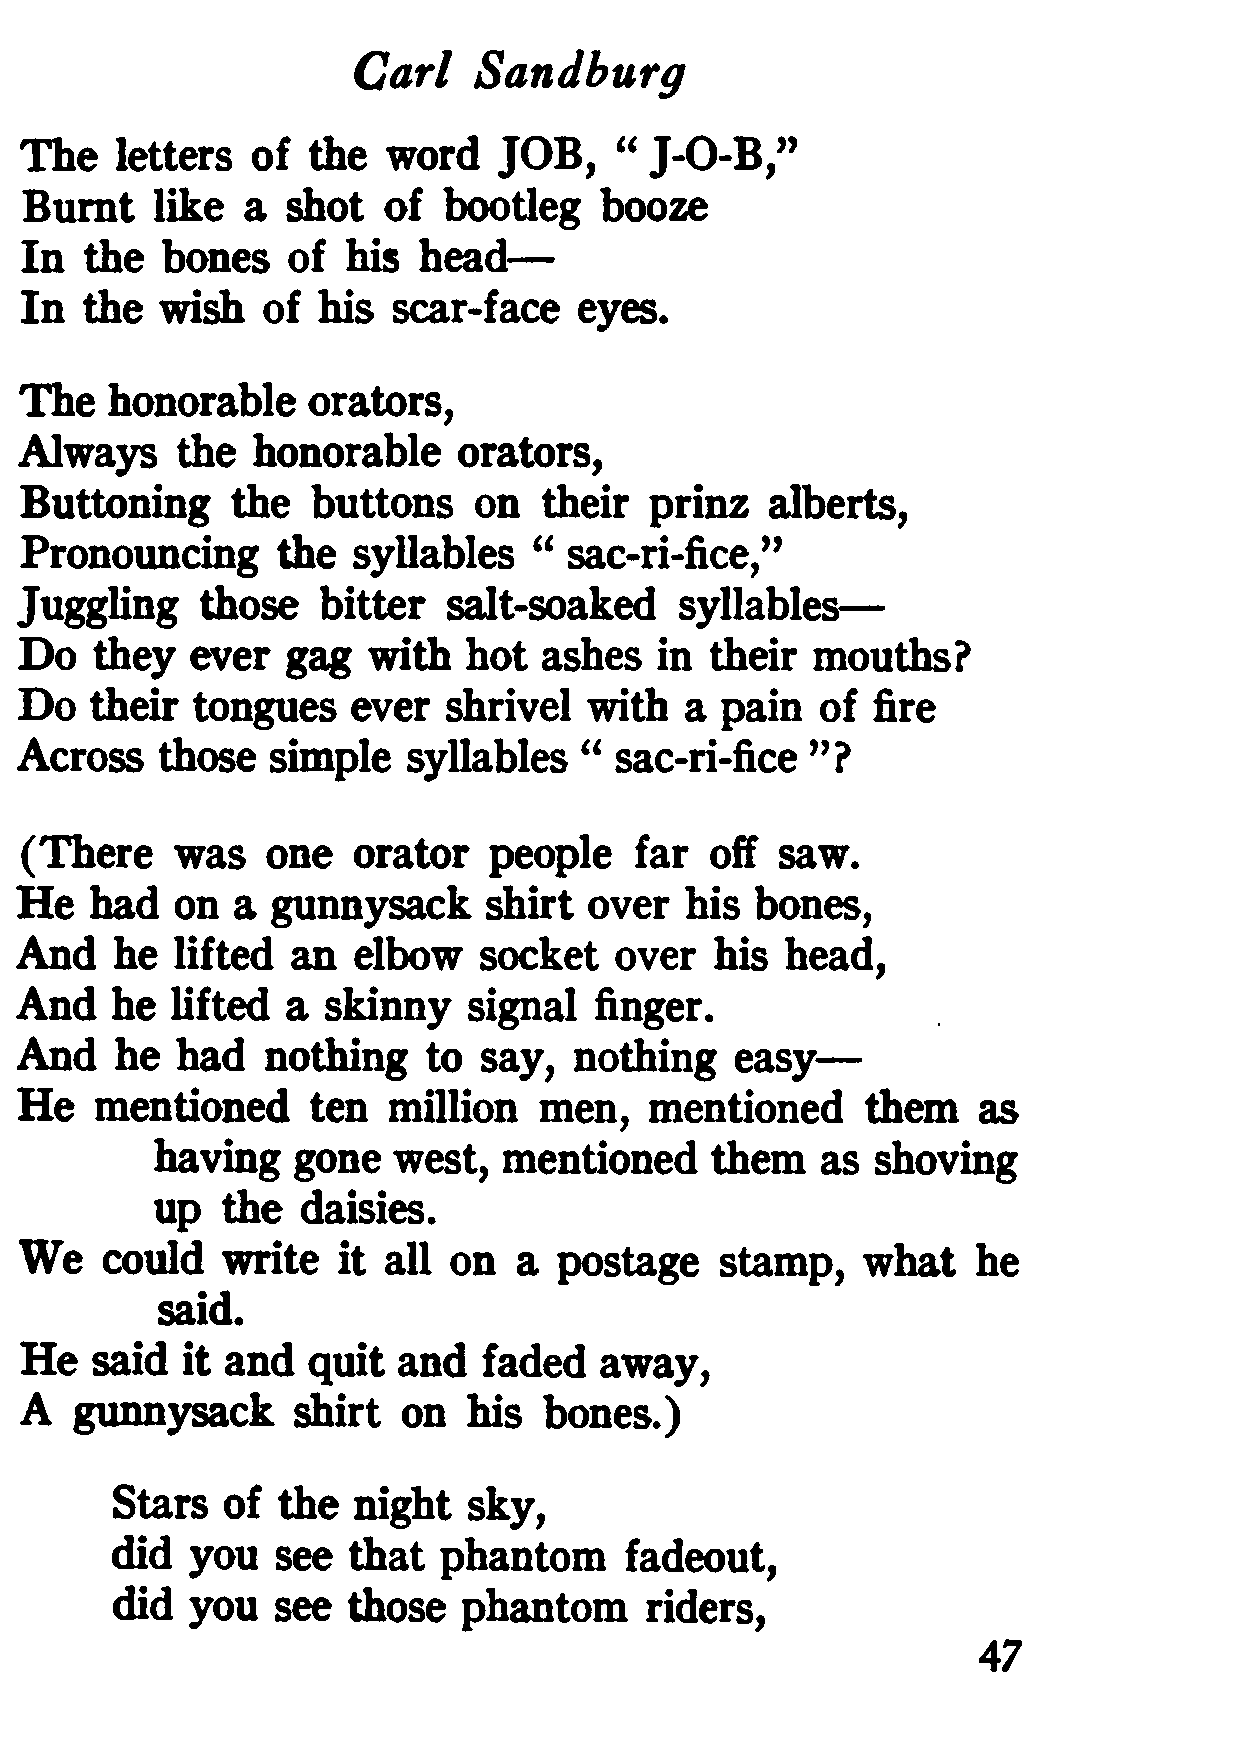 Carl Sandburg
The letters of the word JOB, “ J-O-B,”
Burnt like a shot of bootleg booze
In the bones of his head—
In the wish of his scar-face eyes.
The honorable orators,
Always the honorable orators,
Buttoning the buttons on their prinz alberts,
Pronouncing the syllables “ sac-ri-fice,”
Juggling those bitter salt-soaked syllables—
Do they ever gag with hot ashes in their mouths?
Do their tongues ever shrivel with a pain of fire
Across those simple syllables “ sac-ri-fice ”?
(There was one orator people far off saw.
He had on a gunnysack shirt over his bones,
And he lifted an elbow socket over his head,
And he lifted a skinny signal finger.
And he had nothing to say, nothing easy—
He mentioned ten million men, mentioned them as
having gone west, mentioned them as shoving
up the daisies.
We could write it all on a postage stamp, what he
said.
He said it and quit and faded away,
A gunnysack shirt on his bones.)
Stars of the night sky,
did you see that phantom fadeout,
did you see those phantom riders,
47